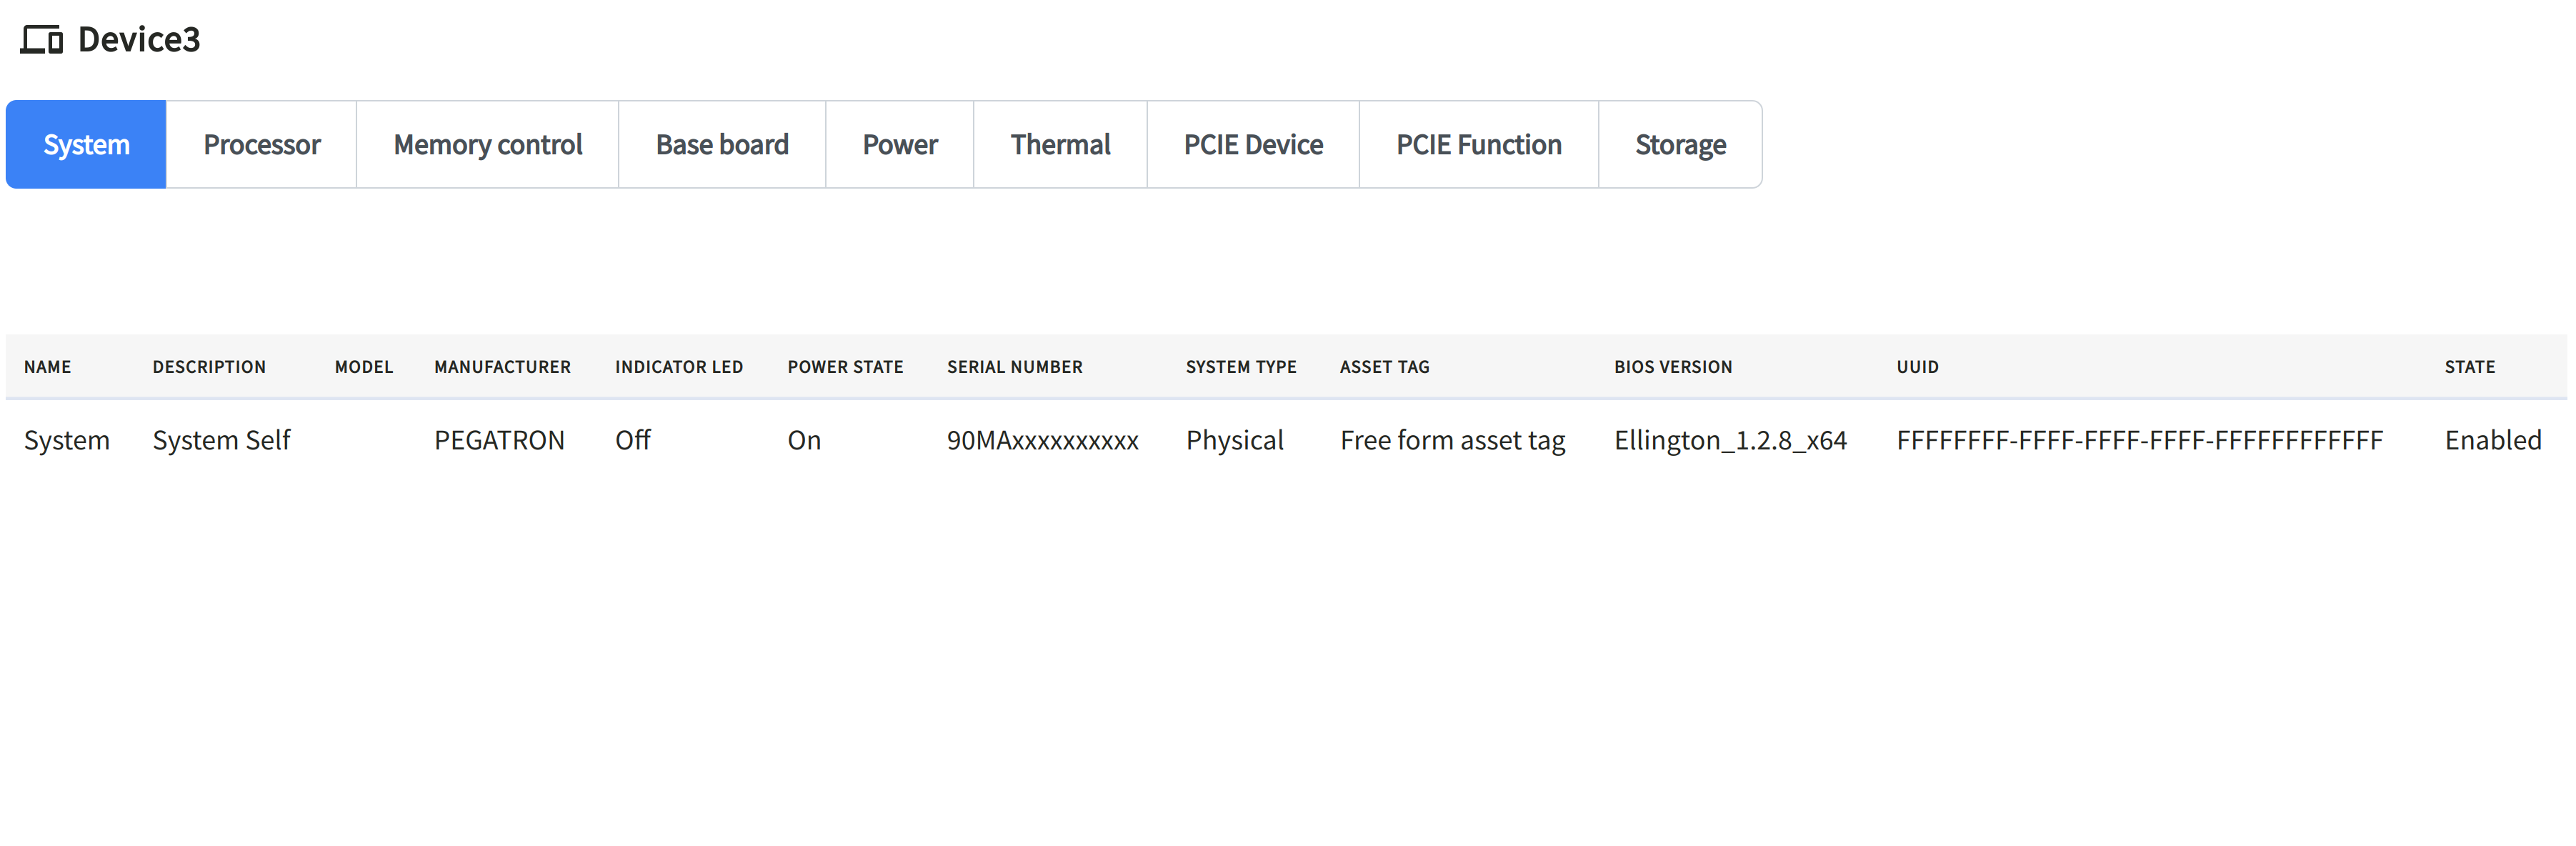 Device3
System Processor Memory control Base board Power Thermal PCIE Device PCIE Function Storage
NAME DESCRIPTION MODEL MANUFACTURER INDICATOR LED POWER STATE SERIAL NUMBER SYSTEM TYPE ASSET TAG BIOS VERSION UUID STATE
System System Self PEGATRON Off On 90MAxxxxxxxxxx Physical Free form asset tag Ellington_1.2.8_x64 FFFFFFFF-FFFF-FFFF-FFFF-FFFFFFFFFFFF Enabled